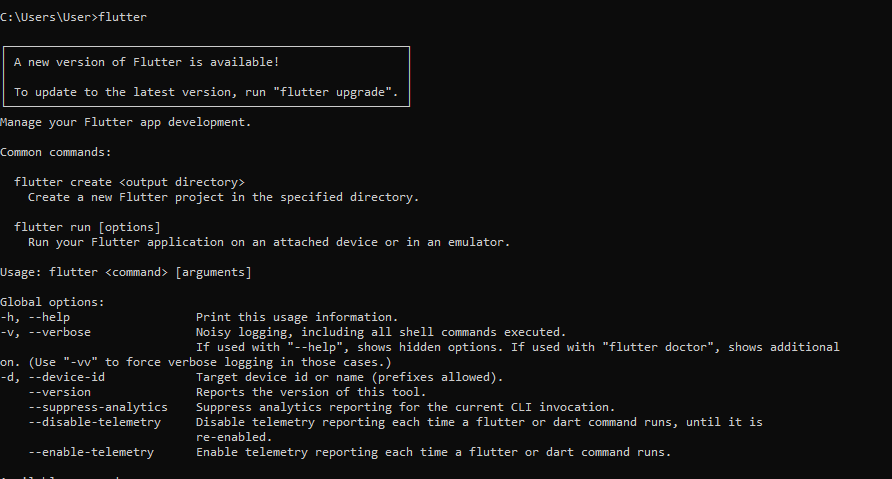 C:\Users\User>flutter
A new version of Flutter is available!
To update to the latest version, run "flutter upgrade".
Manage your Flutter app development.
Common commands:
flutter create <output directory>
Create a new Flutter project in the specified directory.
flutter run [options]
Run your Flutter application on an attached device or in an emulator.
Usage: flutter <command> [arguments]
Global options:
-h, --help Print this usage information.
-v, --verbose Noisy logging, including all shell commands executed.
If used with "--help", shows hidden options. If used with "flutter doctor", shows additional
on. (Use "-vv" to force verbose logging in those cases.)
-d, --device-id Target device id or name (prefixes allowed).
--version Reports the version of this tool.
--suppress-analytics Suppress analytics reporting for the current CLI invocation.
--disable-telemetry Disable telemetry reporting each time a flutter or dart command runs, until it is
re-enabled.
--enable-telemetry Enable telemetry reporting each time a flutter or dart command runs.